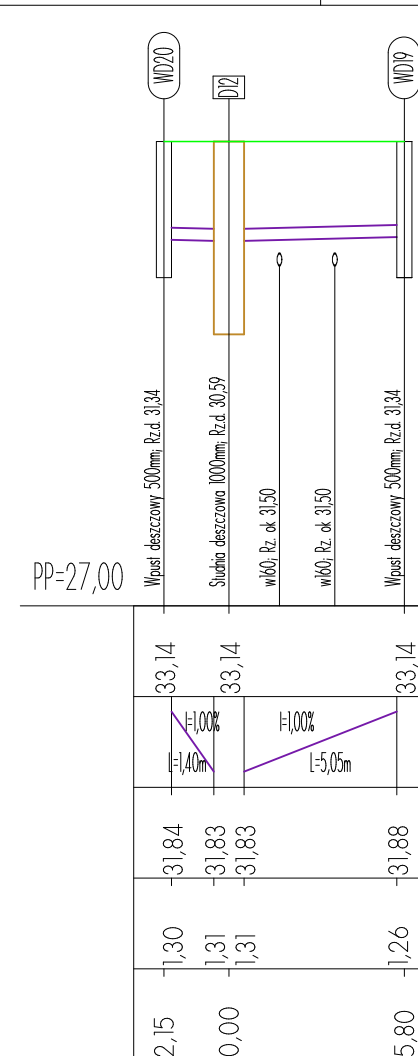 WD20
D12
WD19
Wpust deszczowy 500mm; Rz.d. 31,34
Studnia deszczowa 1000mm; Rz.d. 30,59
w160; Rz. ok 31,50
w160; Rz. ok 31,50
Wpust deszczowy 500mm; Rz.d. 31,34
PP=27,00
33,14
33,14
33,14
I=1,00%
I=1,00%
L=1,40m
L=5,05m
31,84
31,83
31,83
31,88
1,30
1,31
1,31
1,26
2,15
0,00
5,80